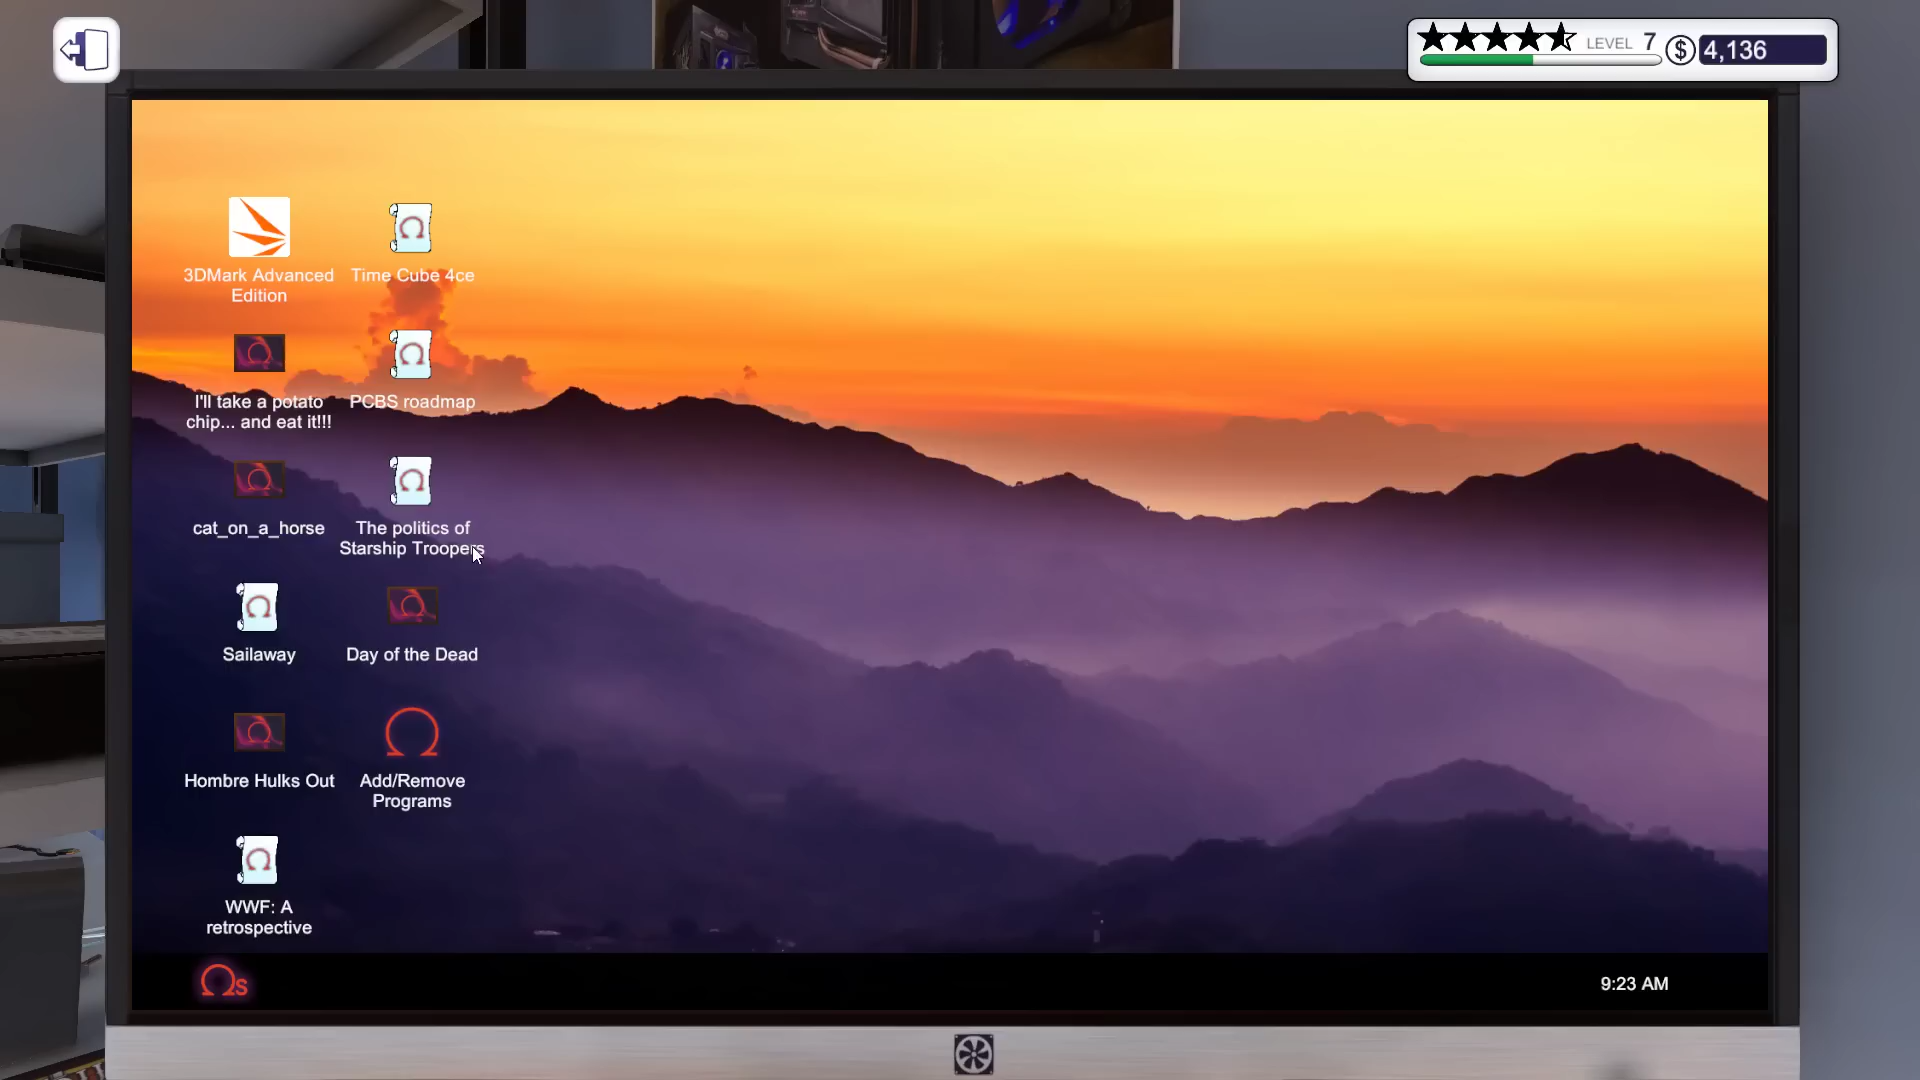 LEVEL 7
$ 4,136
3DMark Advanced
Edition
Time Cube 4ce
I'll take a potato
chip... and eat it!!!
PCBS roadmap
cat_on_a_horse
The politics of
Starship Troopers
Sailaway
Day of the Dead
Hombre Hulks Out
Add/Remove
Programs
WWF: A
retrospective
Ωs
9:23 AM